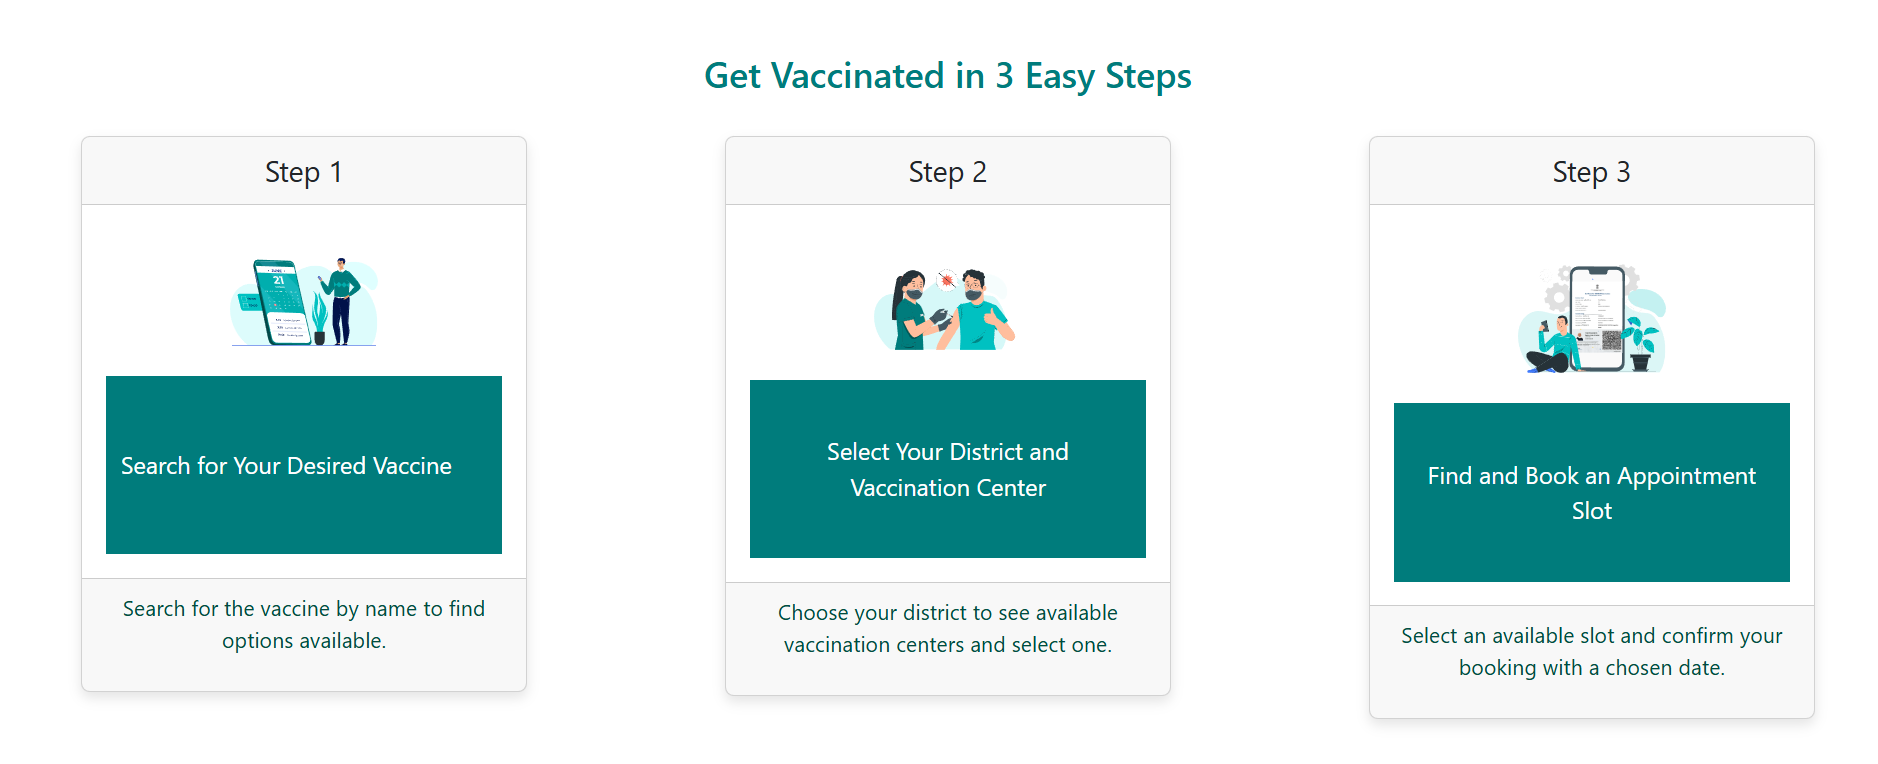 Get Vaccinated in 3 Easy Steps
Step 1
21
Search for Your Desired Vaccine
Search for the vaccine by name to find
options available.
Step 2
Select Your District and
Vaccination Center
Choose your district to see available
vaccination centers and select one.
Step 3
Find and Book an Appointment
Slot
Select an available slot and confirm your
booking with a chosen date.